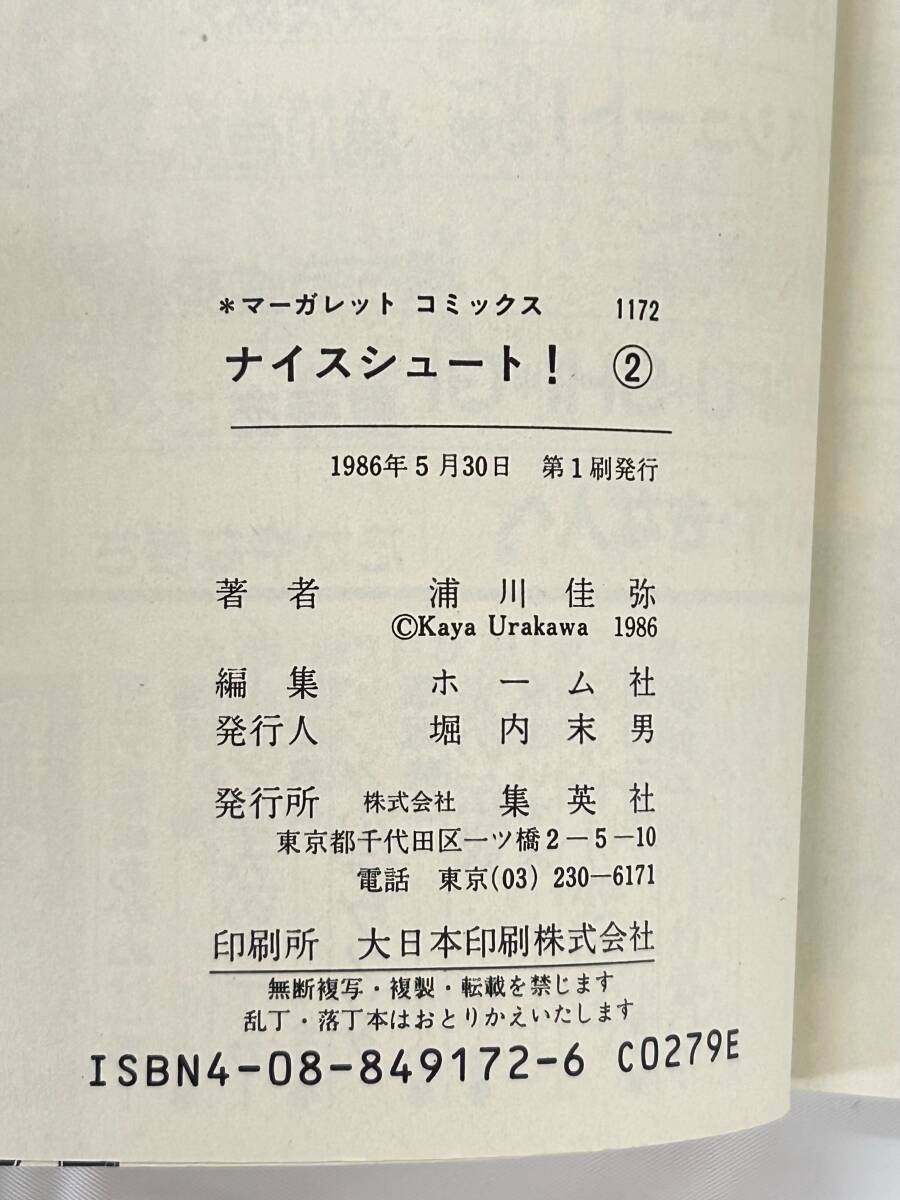 ＊マーガレット コミックス 1172
ナイスシュート！ ②
1986年5月30日 第1刷発行
著者 浦川佳弥
©Kaya Urakawa 1986
編集 ホーム社
発行人 堀内末男
発行所 株式会社 集英社
東京都千代田区一ツ橋2－5－10
電話 東京(03) 230－6171
印刷所 大日本印刷株式会社
無断複写・複製・転載を禁じます
乱丁・落丁本はおとりかえいたします
ISBN4-08-849172-6 C0279E